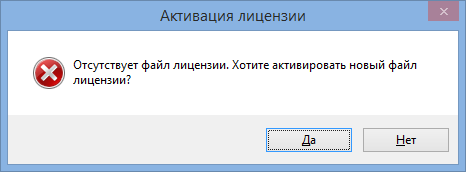 Активация лицензии
Отсутствует файл лицензии. Хотите активировать новый файл
лицензии?
Да
Нет